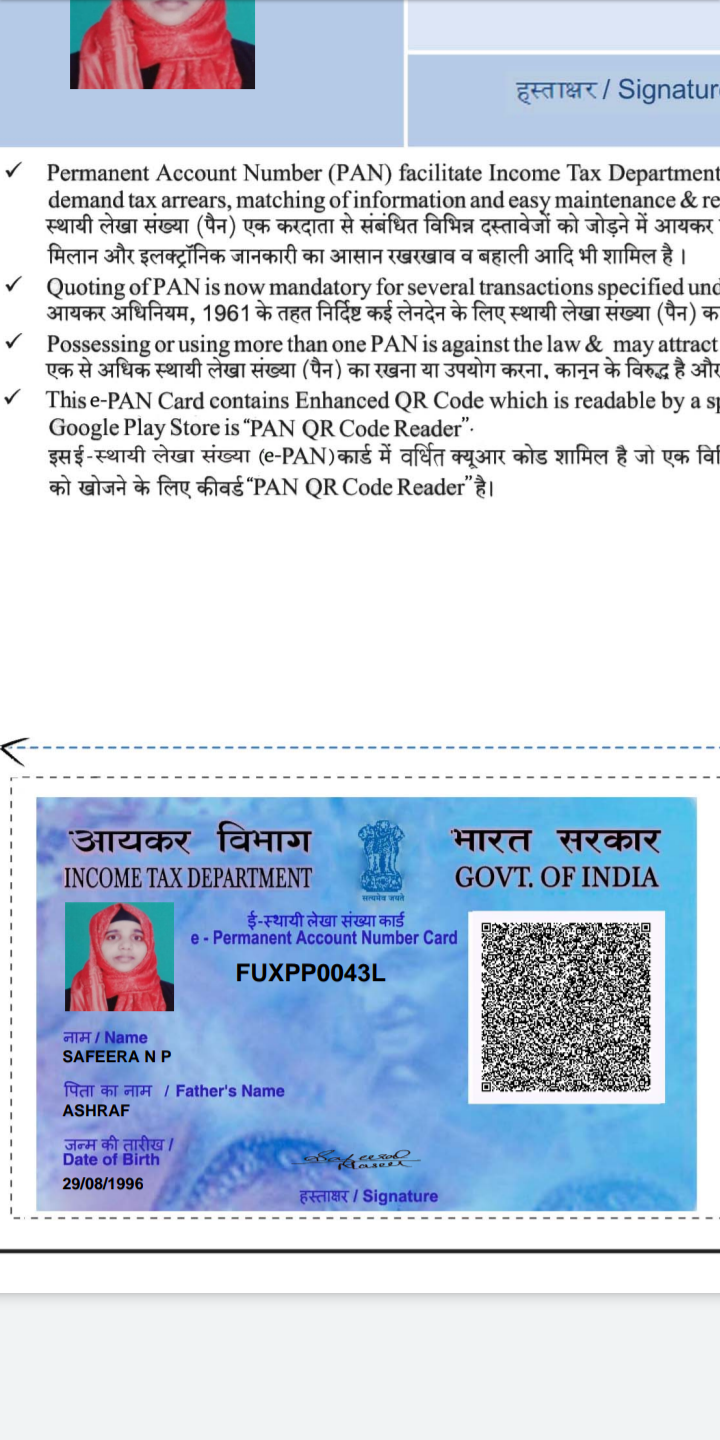 हस्ताक्षर / Signature
✓ Permanent Account Number (PAN) facilitate Income Tax Department
demand tax arrears, matching of information and easy maintenance & re
स्थायी लेखा संख्या (पैन) एक करदाता से संबंधित विभिन्न दस्तावेजों को जोड़ने में आयकर
मिलान और इलक्ट्रॉनिक जानकारी का आसान रखरखाव व बहाली आदि भी शामिल है ।
✓ Quoting of PAN is now mandatory for several transactions specified und
आयकर अधिनियम, 1961 के तहत निर्दिष्ट कई लेनदेन के लिए स्थायी लेखा संख्या (पैन) क
✓ Possessing or using more than one PAN is against the law & may attract
एक से अधिक स्थायी लेखा संख्या (पैन) का रखना या उपयोग करना, कानून के विरुद्ध है और
✓ This e-PAN Card contains Enhanced QR Code which is readable by a sp
Google Play Store is “PAN QR Code Reader”.
इसई-स्थायी लेखा संख्या (e-PAN) कार्ड में वर्धित क्यूआर कोड शामिल है जो एक वि
को खोजने के लिए कीवर्ड “PAN QR Code Reader” है।
आयकर विभाग
INCOME TAX DEPARTMENT
सत्यमेव जयते
भारत सरकार
GOVT. OF INDIA
ई-स्थायी लेखा संख्या कार्ड
e - Permanent Account Number Card
FUXPP0043L
नाम / Name
SAFEERA N P
पिता का नाम / Father's Name
ASHRAF
जन्म की तारीख /
Date of Birth
29/08/1996
Safeera
Naseer
हस्ताक्षर / Signature